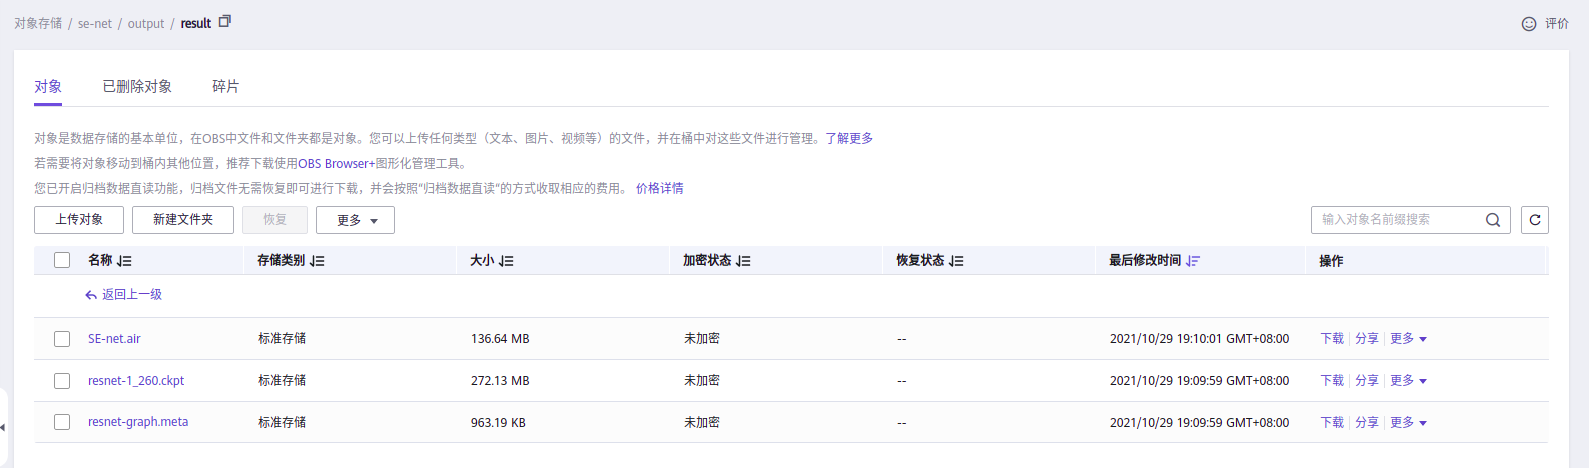 对象存储 / se-net / output / result
评价
对象 已删除对象 碎片
对象是数据存储的基本单位，在OBS中文件和文件夹都是对象。您可以上传任何类型（文本、图片、视频等）的文件，并在桶中对这些文件进行管理。了解更多
若需要将对象移动到桶内其他位置，推荐下载使用OBS Browser+图形化管理工具。
您已开启归档数据直读功能，归档文件无需恢复即可进行下载，并会按照“归档数据直读”的方式收取相应的费用。 价格详情
上传对象 新建文件夹 恢复 更多 输入对象名前缀搜索
名称 存储类别 大小 加密状态 恢复状态 最后修改时间 操作
返回上一级
SE-net.air 标准存储 136.64 MB 未加密 -- 2021/10/29 19:10:01 GMT+08:00 下载 分享 更多
resnet-1_260.ckpt 标准存储 272.13 MB 未加密 -- 2021/10/29 19:09:59 GMT+08:00 下载 分享 更多
resnet-graph.meta 标准存储 963.19 KB 未加密 -- 2021/10/29 19:09:59 GMT+08:00 下载 分享 更多